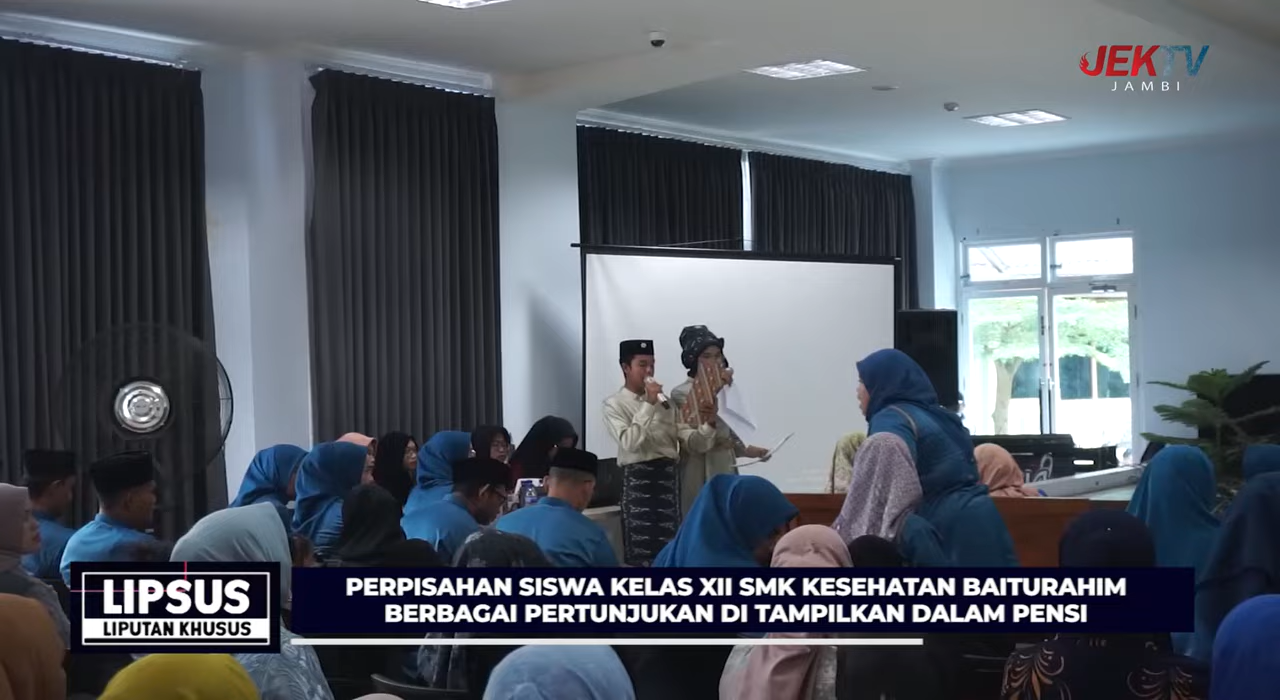 JEKTV
JAMBI
LIPSUS
LIPUTAN KHUSUS
PERPISAHAN SISWA KELAS XII SMK KESEHATAN BAITURAHIM
BERBAGAI PERTUNJUKAN DI TAMPILKAN DALAM PENSI